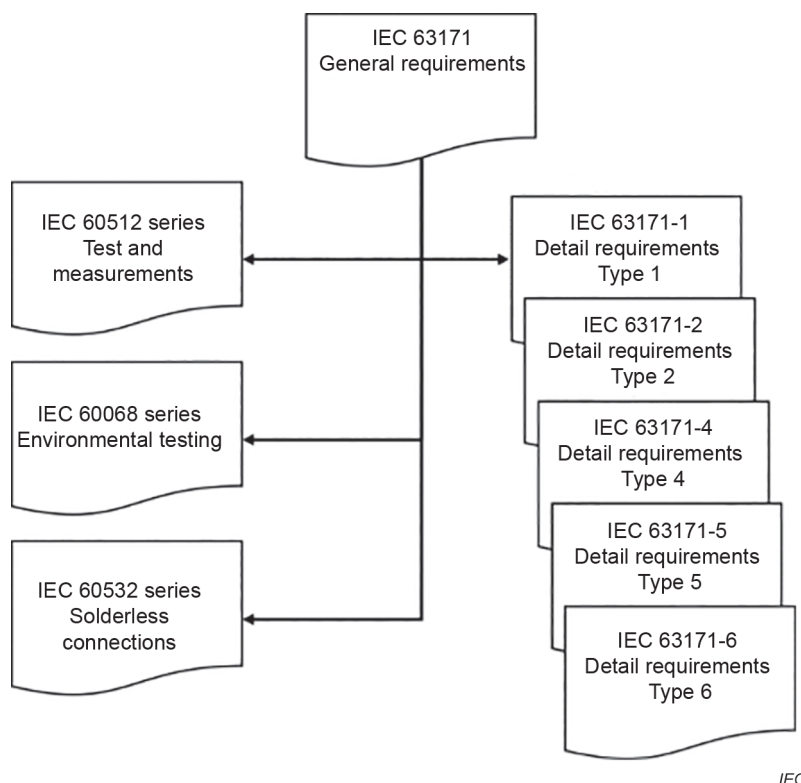 IEC 63171
General requirements
IEC 60512 series
Test and
measurements
IEC 60068 series
Environmental testing
IEC 60532 series
Solderless
connections
IEC 63171-1
Detail requirements
Type 1
IEC 63171-2
Detail requirements
Type 2
IEC 63171-4
Detail requirements
Type 4
IEC 63171-5
Detail requirements
Type 5
IEC 63171-6
Detail requirements
Type 6
IEC